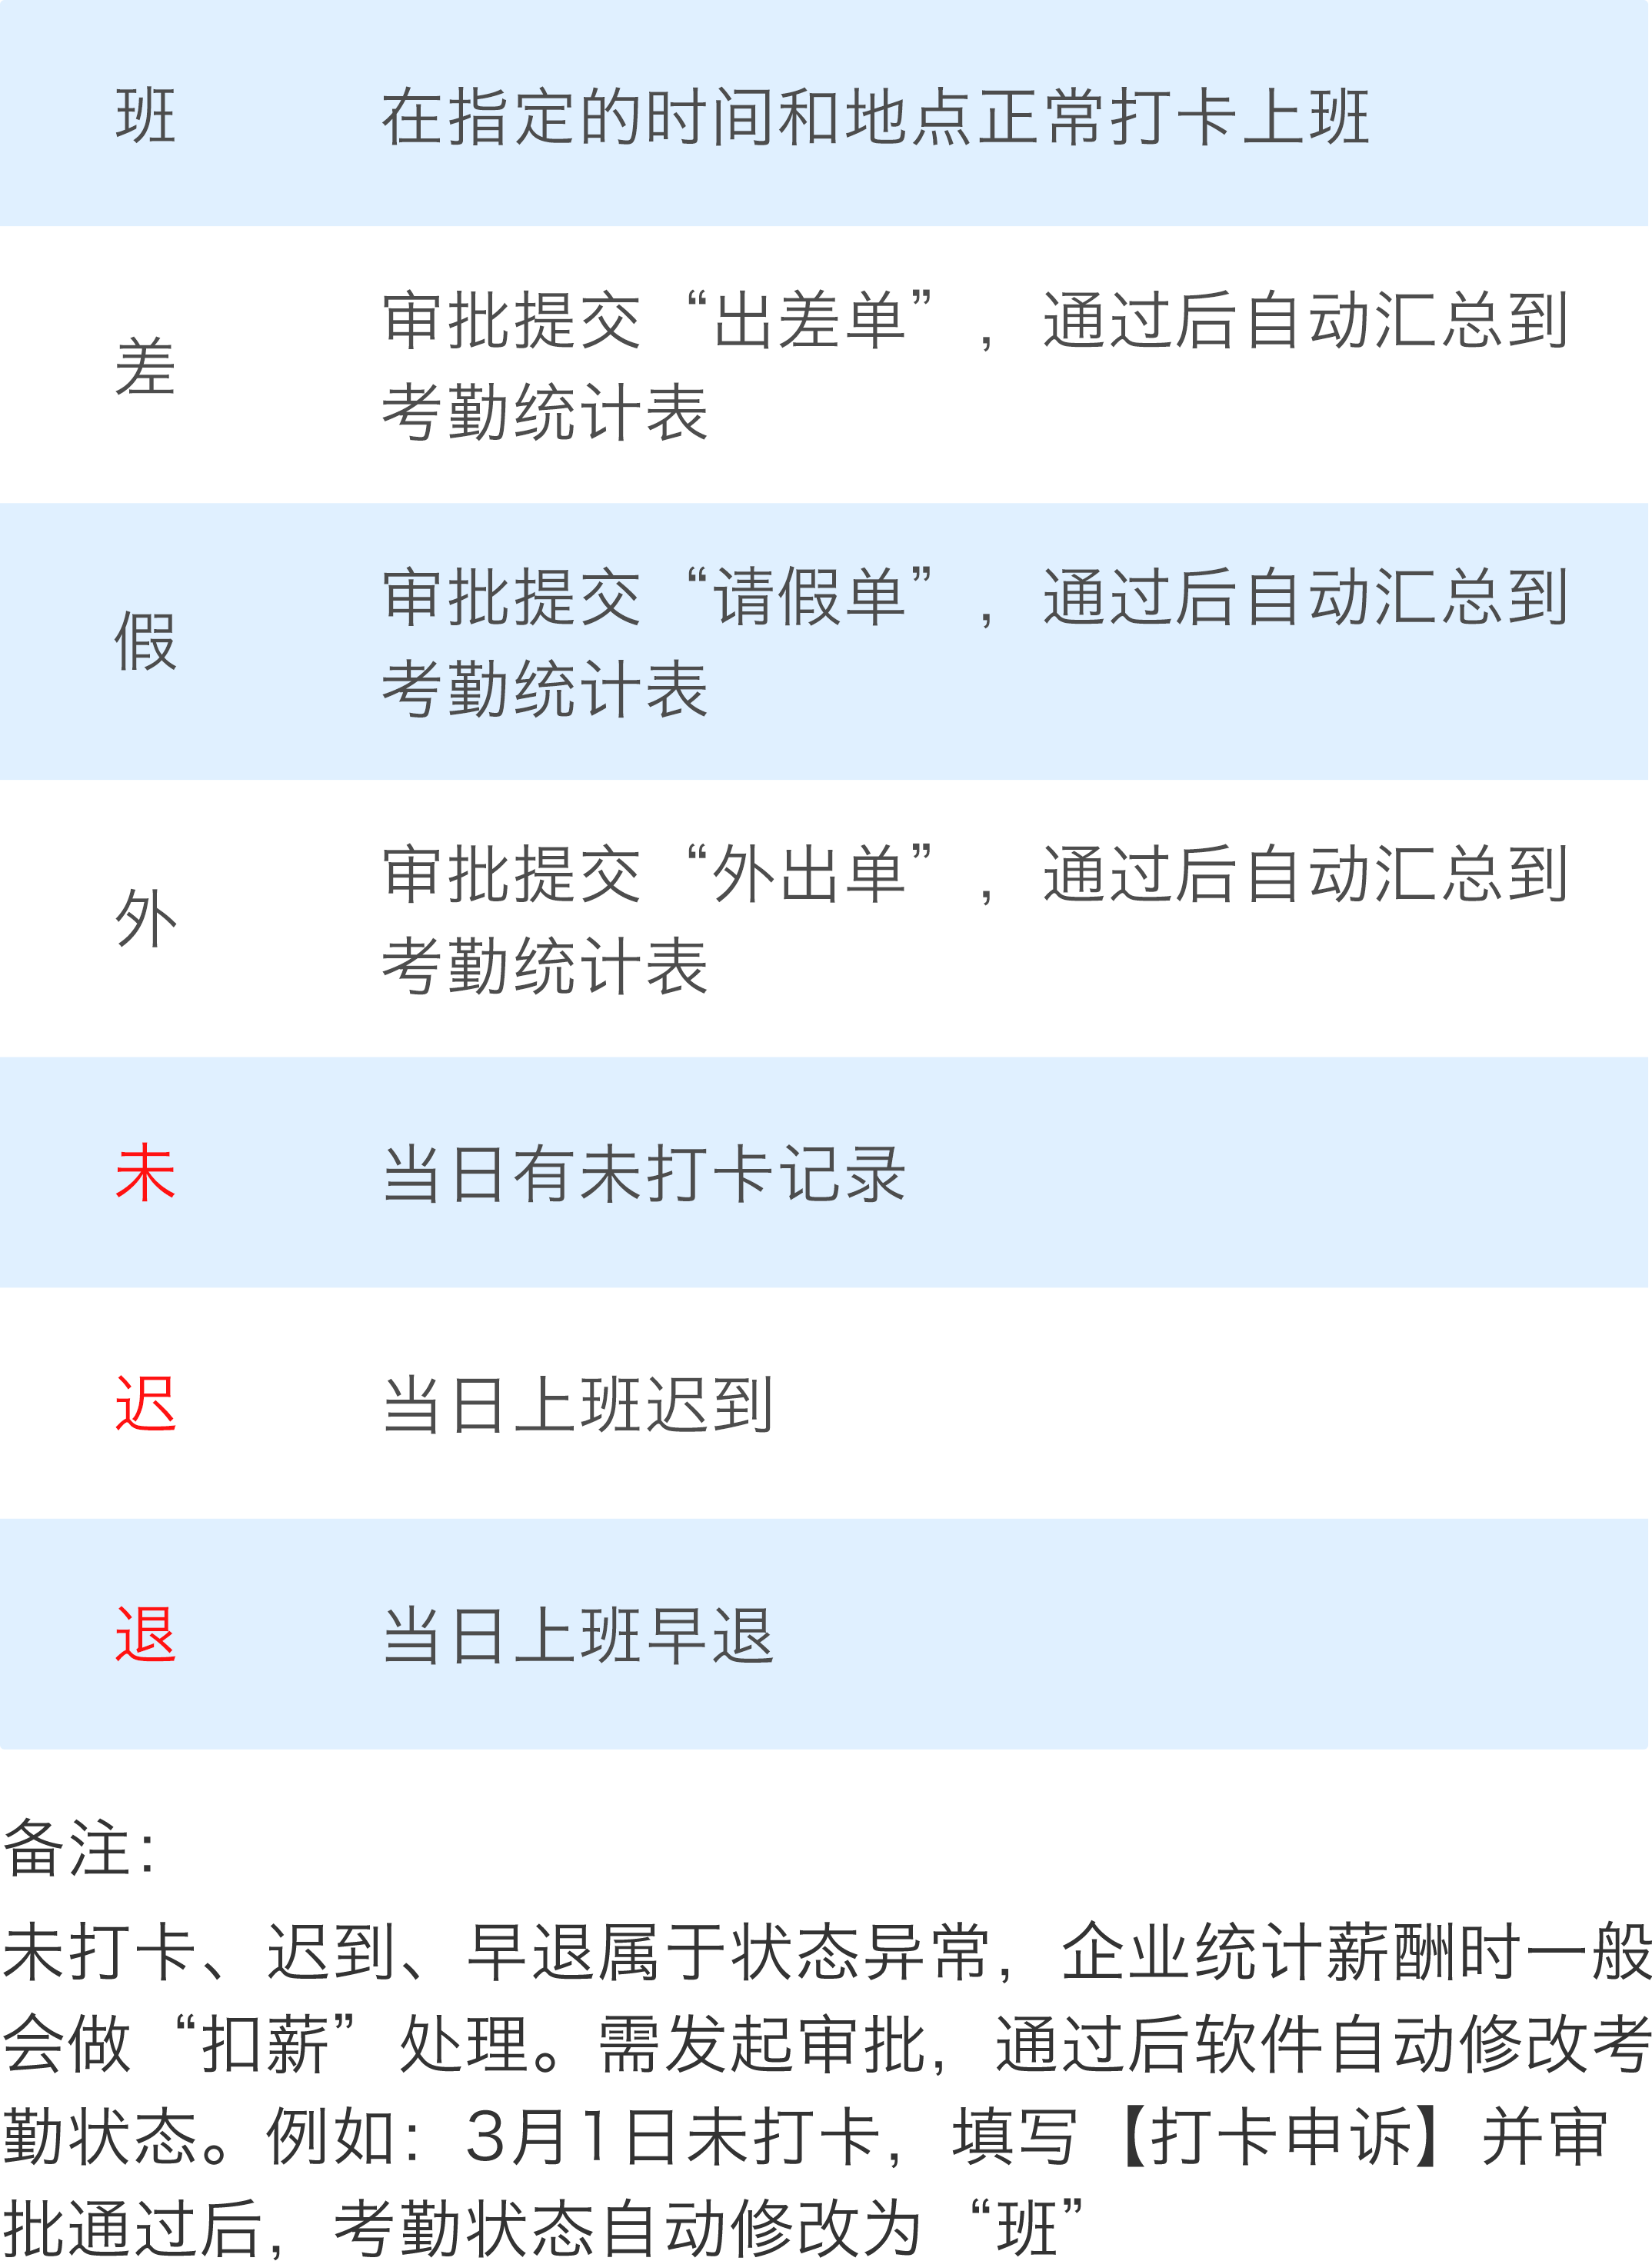 班 在指定的时间和地点正常打卡上班
差 审批提交“出差单”,通过后自动汇总到
考勤统计表
假 审批提交“请假单”,通过后自动汇总到
考勤统计表
外 审批提交“外出单”,通过后自动汇总到
考勤统计表
未 当日有未打卡记录
迟 当日上班迟到
退 当日上班早退
备注:
未打卡、迟到、早退属于状态异常,企业统计薪酬时一般
会做“扣薪”处理。需发起审批,通过后软件自动修改考
勤状态。例如:3月1日未打卡,填写【打卡申诉】并审
批通过后,考勤状态自动修改为“班”